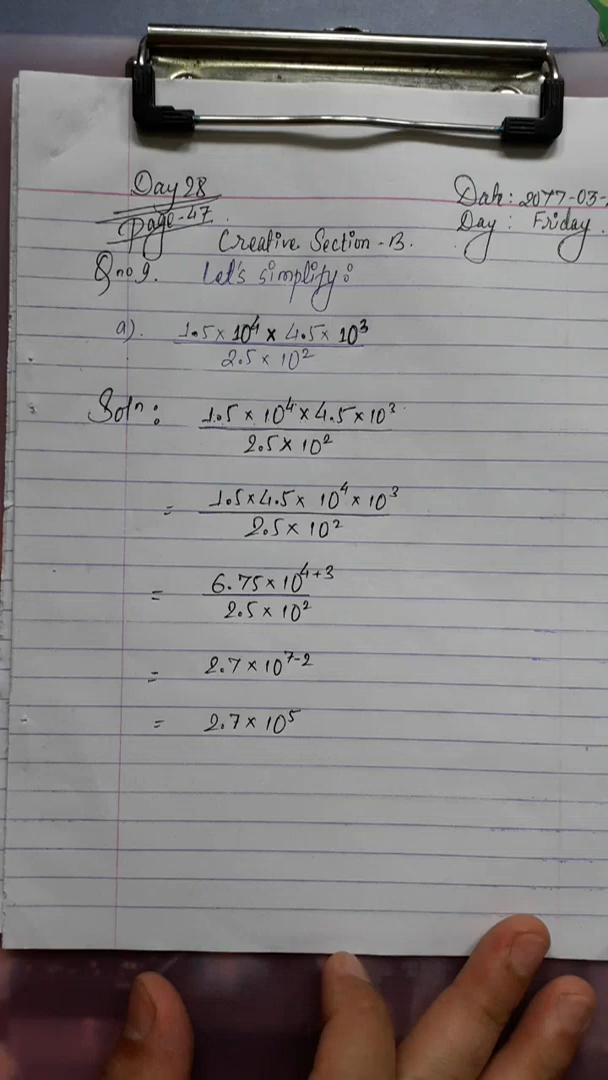 Day 28
Page-47.
Date: 2077-03-
Day: Friday.
Creative Section-B.
Q no 9. Let's simplify:
a). 1.5 × 10⁴ × 4.5 × 10³
2.5 × 10²
Solⁿ: 1.5 × 10⁴ × 4.5 × 10³
2.5 × 10²
= 1.5 × 4.5 × 10⁴ × 10³
2.5 × 10²
= 6.75 × 10⁴⁺³
2.5 × 10²
= 2.7 × 10⁷⁻²
= 2.7 × 10⁵